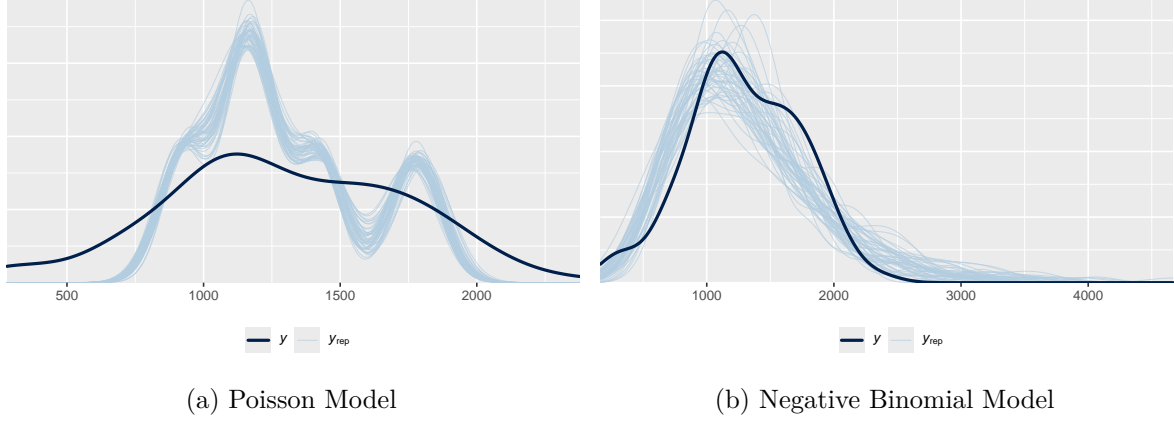 500 1000 1500 2000
1000 2000 3000 4000
y yrep
y yrep
(a) Poisson Model
(b) Negative Binomial Model